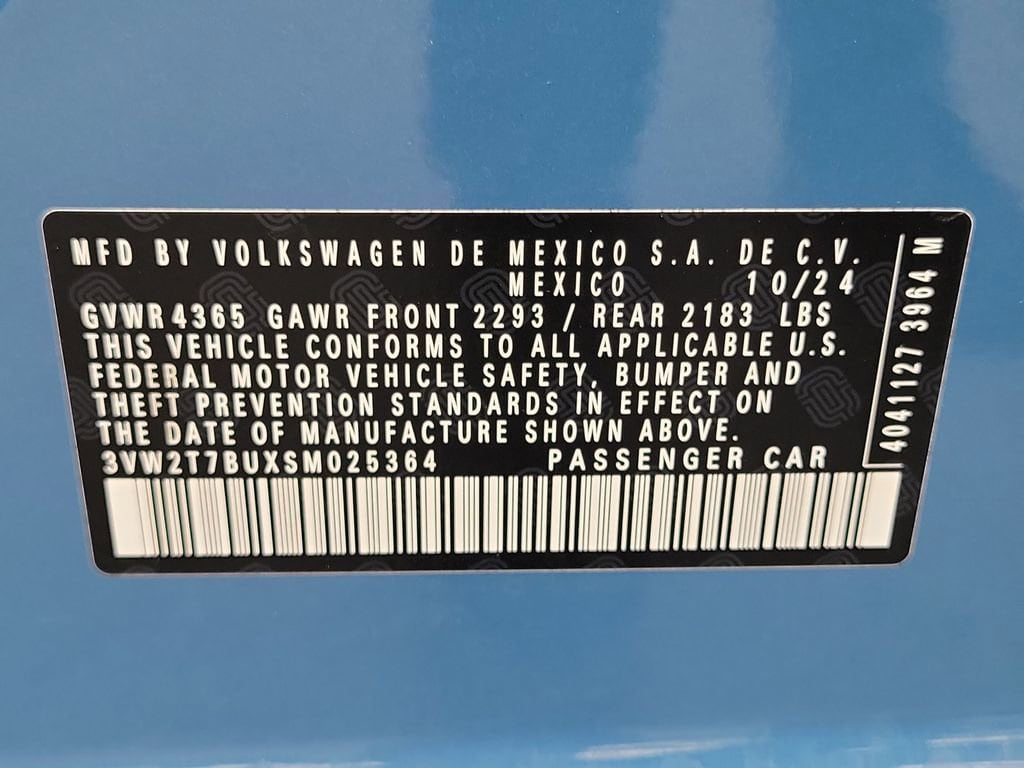 MFD BY VOLKSWAGEN DE MEXICO S.A. DE C.V.
MEXICO 10/24
GVWR 4365 GAWR FRONT 2293 / REAR 2183 LBS
THIS VEHICLE CONFORMS TO ALL APPLICABLE U.S.
FEDERAL MOTOR VEHICLE SAFETY, BUMPER AND
THEFT PREVENTION STANDARDS IN EFFECT ON
THE DATE OF MANUFACTURE SHOWN ABOVE.
3VW2T7BUXSM025364 PASSENGER CAR
4041127 3964 M